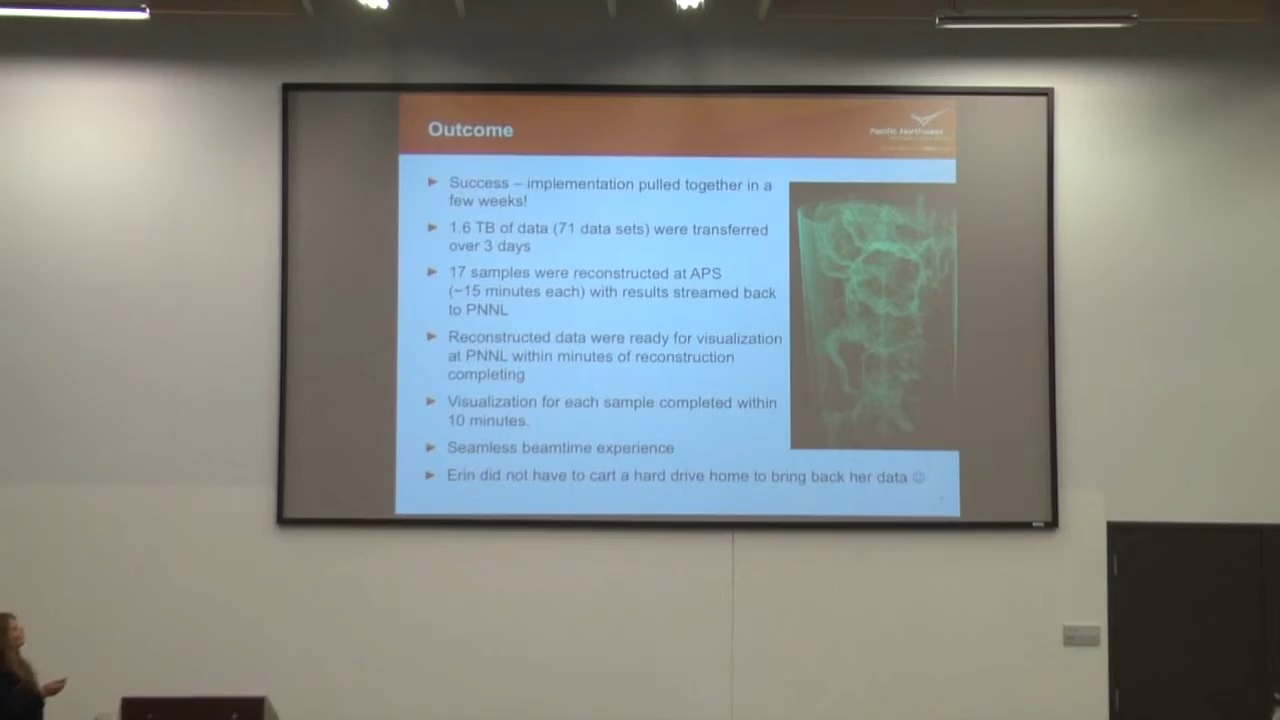 Outcome
Pacific Northwest
► Success – implementation pulled together in a
few weeks!
► 1.6 TB of data (71 data sets) were transferred
over 3 days
► 17 samples were reconstructed at APS
(~15 minutes each) with results streamed back
to PNNL
► Reconstructed data were ready for visualization
at PNNL within minutes of reconstruction
completing
► Visualization for each sample completed within
10 minutes.
► Seamless beamtime experience
► Erin did not have to cart a hard drive home to bring back her data ☺